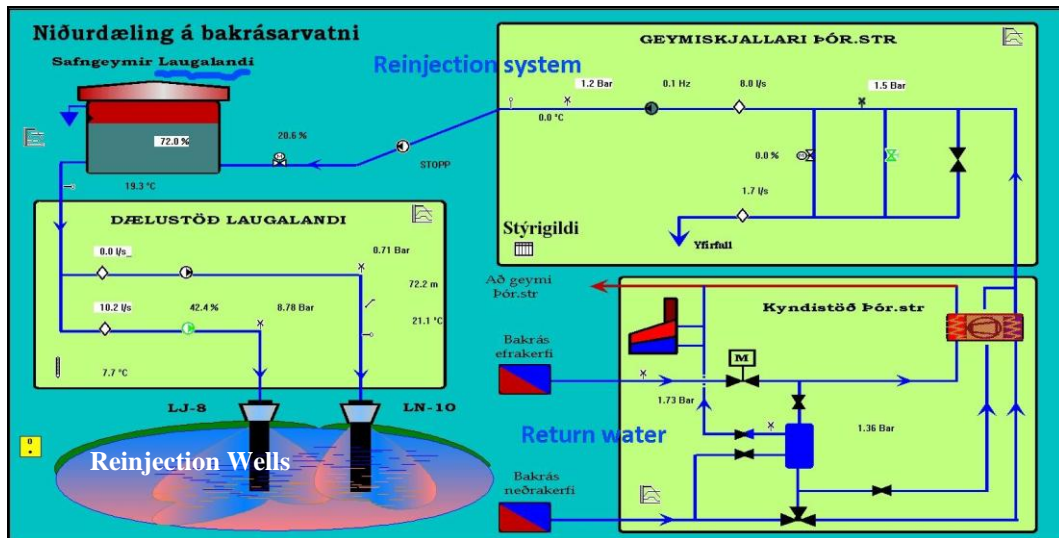 Niðurdæling á bakrásarvatni
Safngeymir Laugalandi
Reinjection system
72.0 %
20.6 %
STOPP
19.3 °C
GEYMISKJALLARI ÞÓR.STR
1.2 Bar
0.1 Hz
8.0 l/s
1.5 Bar
0.0 °C
0.0 %
1.7 l/s
Stýrigildi
Yfirfull
DÆLUSTÖÐ LAUGALANDI
0.0 l/s_
0.71 Bar
72.2 m
10.2 l/s
42.4 %
8.78 Bar
21.1 °C
7.7 °C
LJ-8
LN-10
0
Reinjection Wells
Að geymi
Þór.str
Kyndistöð Þór.str
Bakrás
efrakerfi
M
1.73 Bar
1.36 Bar
Return water
Bakrás
neðrakerfi